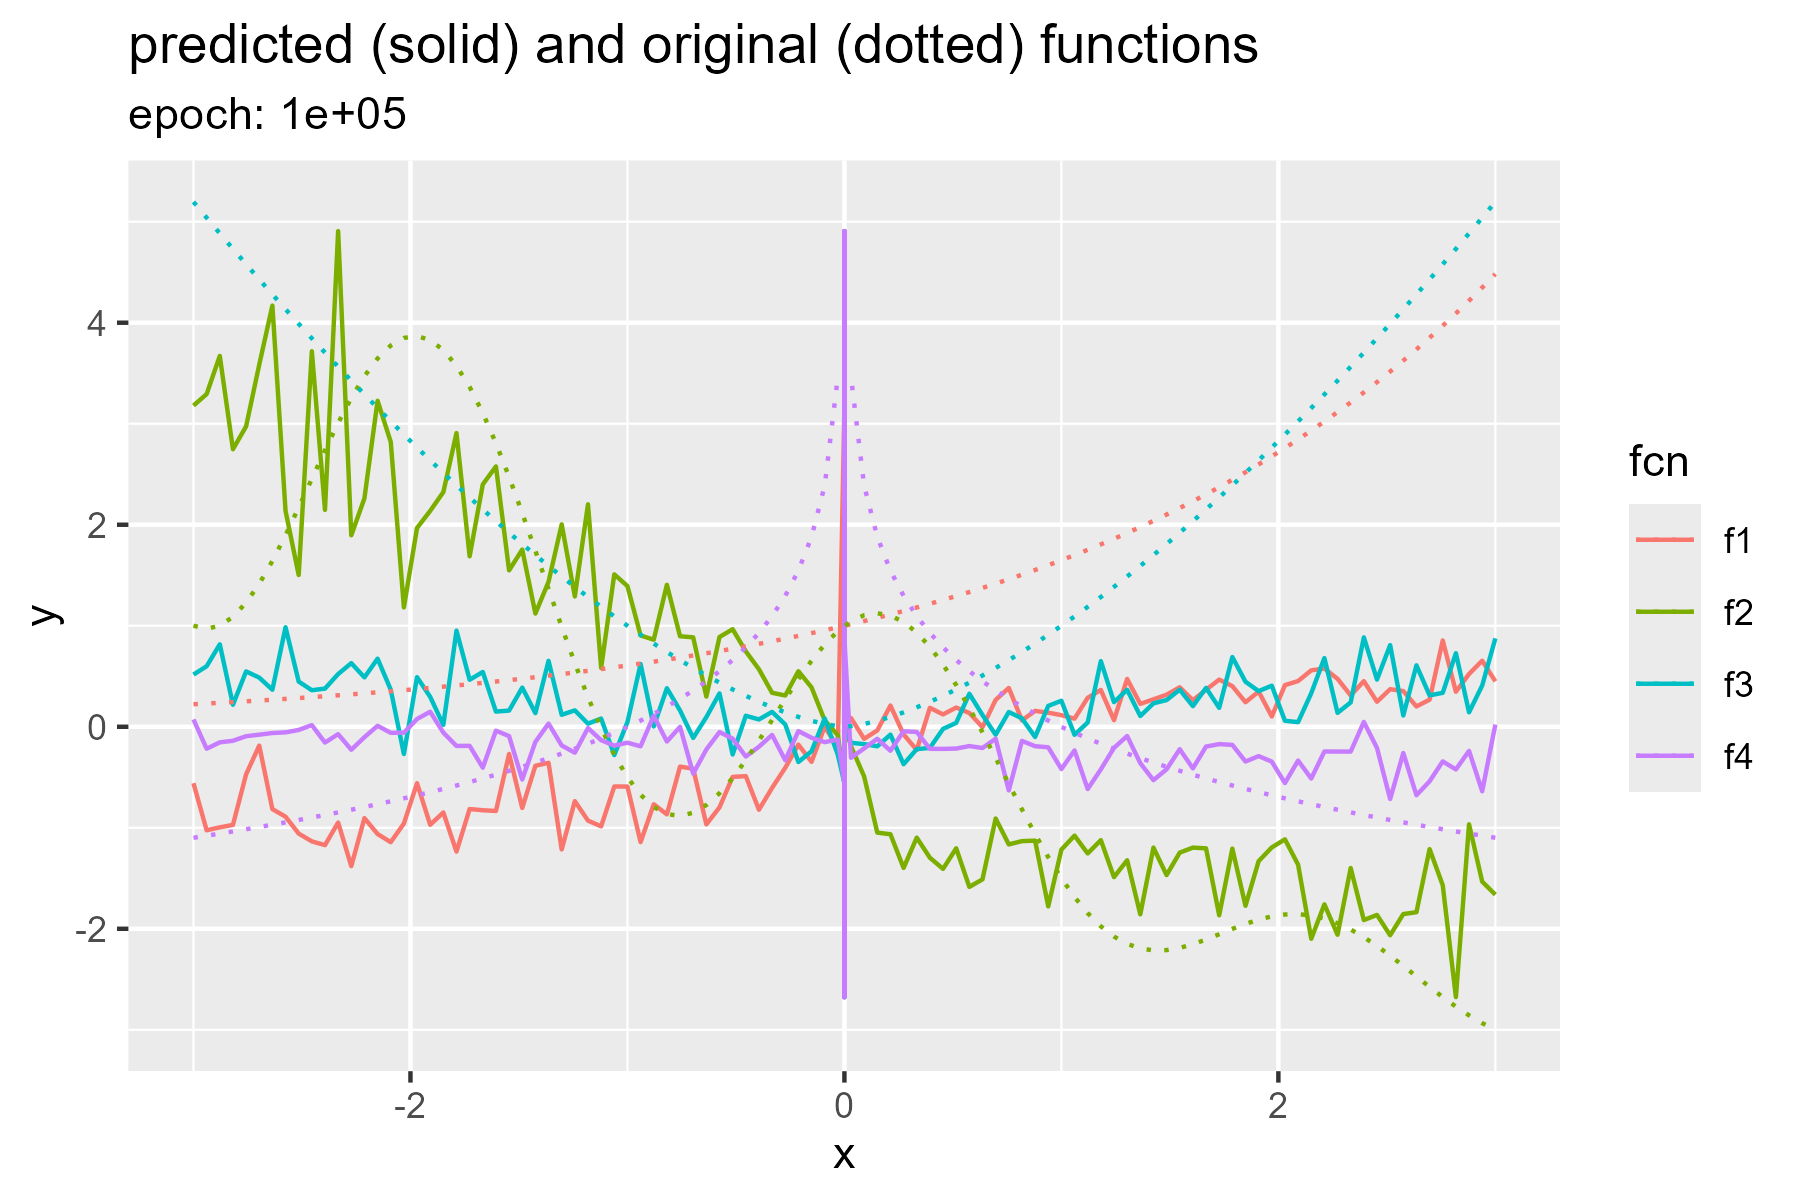 predicted (solid) and original (dotted) functions
epoch: 1e+05
y
4
2
0
-2
-2
0
2
x
fcn
f1
f2
f3
f4